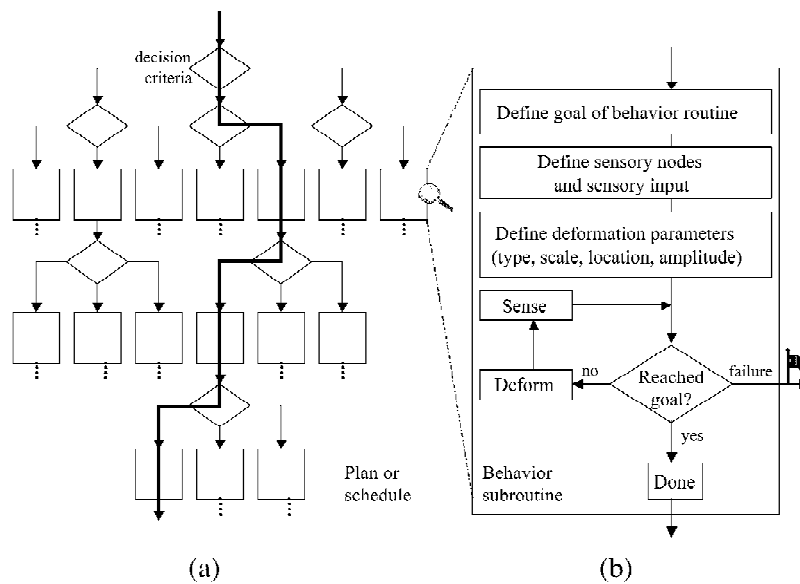 decision
criteria
Plan or
schedule
(a)
Define goal of behavior routine
Define sensory nodes
and sensory input
Define deformation parameters
(type, scale, location, amplitude)
Sense
Deform
no
Reached
goal?
failure
yes
Done
Behavior
subroutine
(b)